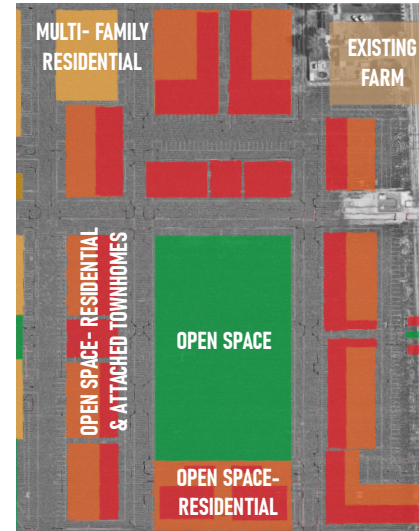 MULTI- FAMILY
RESIDENTIAL
EXISTING
FARM
OPEN SPACE- RESIDENTIAL
& ATTACHED TOWNHOMES
OPEN SPACE
OPEN SPACE-
RESIDENTIAL